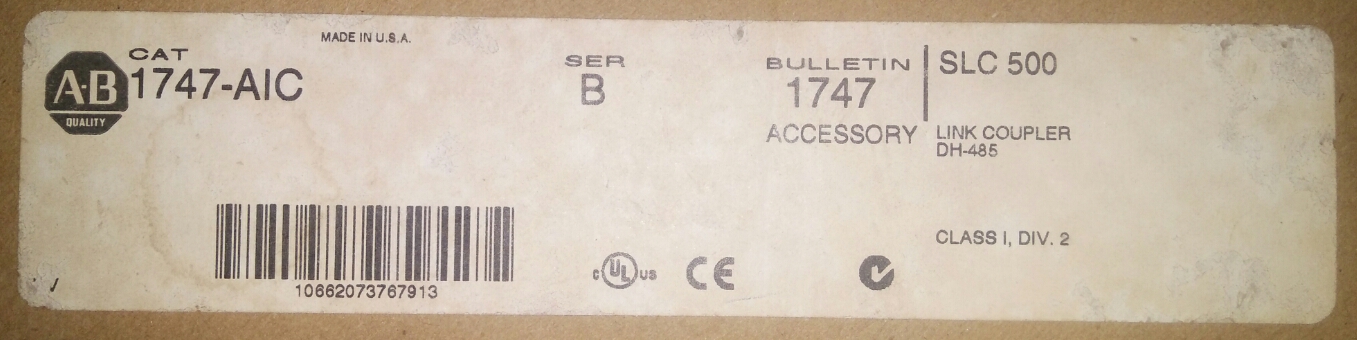 MADE IN U.S.A.
A·B
QUALITY
CAT
1747-AIC
SER
B
BULLETIN
1747
SLC 500
ACCESSORY
LINK COUPLER
DH-485
CLASS I, DIV. 2
10662073767913
C UL US
CE